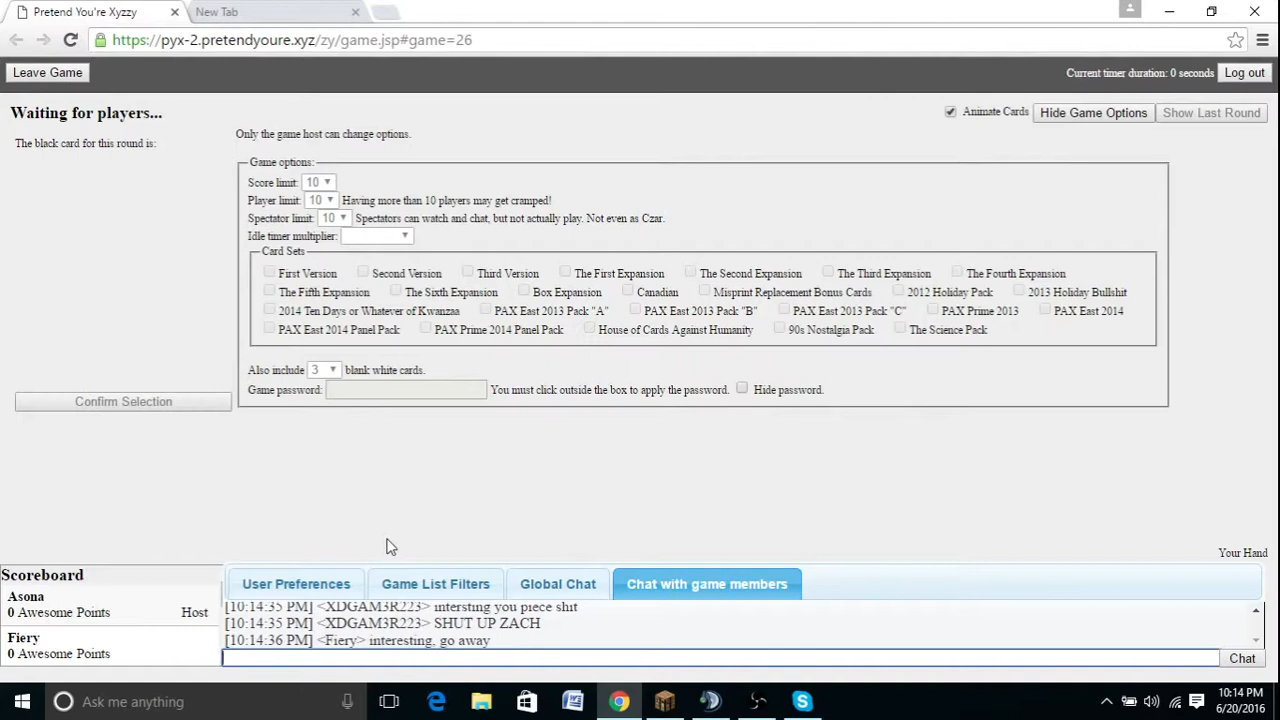 Pretend You're Xyzzy
New Tab
https://pyx-2.pretendyoure.xyz/zy/game.jsp#game=26
Leave Game
Current timer duration: 0 seconds
Log out
Waiting for players...
Animate Cards
Hide Game Options
Show Last Round
The black card for this round is:
Only the game host can change options.
Game options:
Score limit: 10
Player limit: 10 Having more than 10 players may get cramped!
Spectator limit: 10 Spectators can watch and chat, but not actually play. Not even as Czar.
Idle timer multiplier:
Card Sets
First Version Second Version Third Version The First Expansion The Second Expansion The Third Expansion The Fourth Expansion
The Fifth Expansion The Sixth Expansion Box Expansion Canadian Misprint Replacement Bonus Cards 2012 Holiday Pack 2013 Holiday Bullshit
2014 Ten Days or Whatever of Kwanzaa PAX East 2013 Pack "A" PAX East 2013 Pack "B" PAX East 2013 Pack "C" PAX Prime 2013 PAX East 2014
PAX East 2014 Panel Pack PAX Prime 2014 Panel Pack House of Cards Against Humanity 90s Nostalgia Pack The Science Pack
Also include 3 blank white cards.
Game password: You must click outside the box to apply the password. Hide password.
Confirm Selection
Your Hand
Scoreboard
Asona
0 Awesome Points Host
Fiery
0 Awesome Points
User Preferences
Game List Filters
Global Chat
Chat with game members
[10:14:35 PM] <XDGAM3R223> intersting you piece shit
[10:14:35 PM] <XDGAM3R223> SHUT UP ZACH
[10:14:36 PM] <Fiery> interesting, go away
Chat
Ask me anything
10:14 PM
6/20/2016